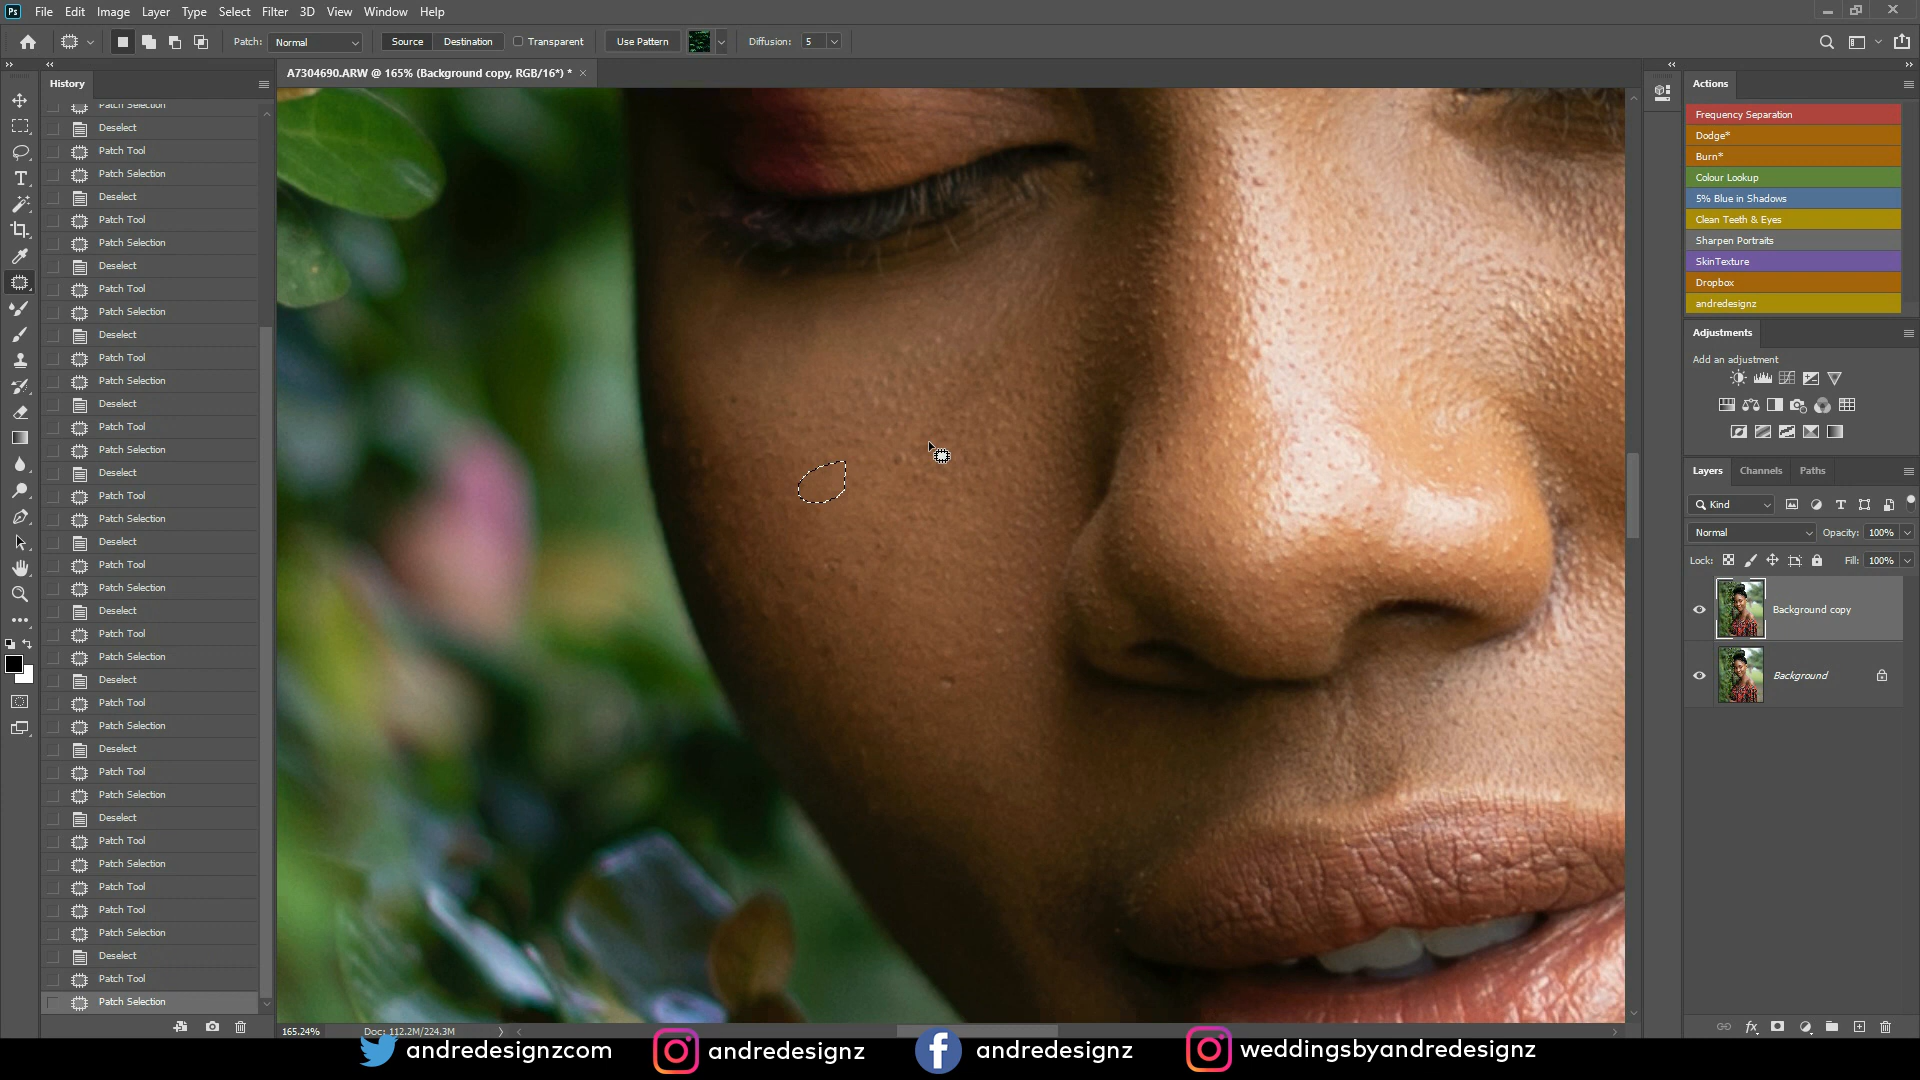 Ps File Edit Image Layer Type Select Filter 3D View Window Help
Patch: Normal Source Destination Transparent Use Pattern Diffusion: 5
A7304690.ARW @ 165% (Background copy, RGB/16*) * ×
History
Patch Selection
Deselect
Patch Tool
Patch Selection
Deselect
Patch Tool
Patch Selection
Deselect
Patch Tool
Patch Selection
Deselect
Patch Tool
Patch Selection
Deselect
Patch Tool
Patch Selection
Deselect
Patch Tool
Patch Selection
Deselect
Patch Tool
Patch Selection
Deselect
Patch Tool
Patch Selection
Deselect
Patch Tool
Patch Selection
Deselect
Patch Tool
Patch Selection
Deselect
Patch Tool
Patch Selection
Patch Tool
Patch Tool
Patch Selection
Deselect
Patch Tool
Patch Selection
Actions
Frequency Separation
Dodge*
Burn*
Colour Lookup
5% Blue in Shadows
Clean Teeth & Eyes
Sharpen Portraits
SkinTexture
Dropbox
andredesignz
Adjustments
Add an adjustment
Layers Channels Paths
Kind
Normal Opacity: 100%
Lock: Fill: 100%
Background copy
Background
165.24% Doc: 112.2M/224.3M
andredesignzcom andredesignz andredesignz weddingsbyandredesignz